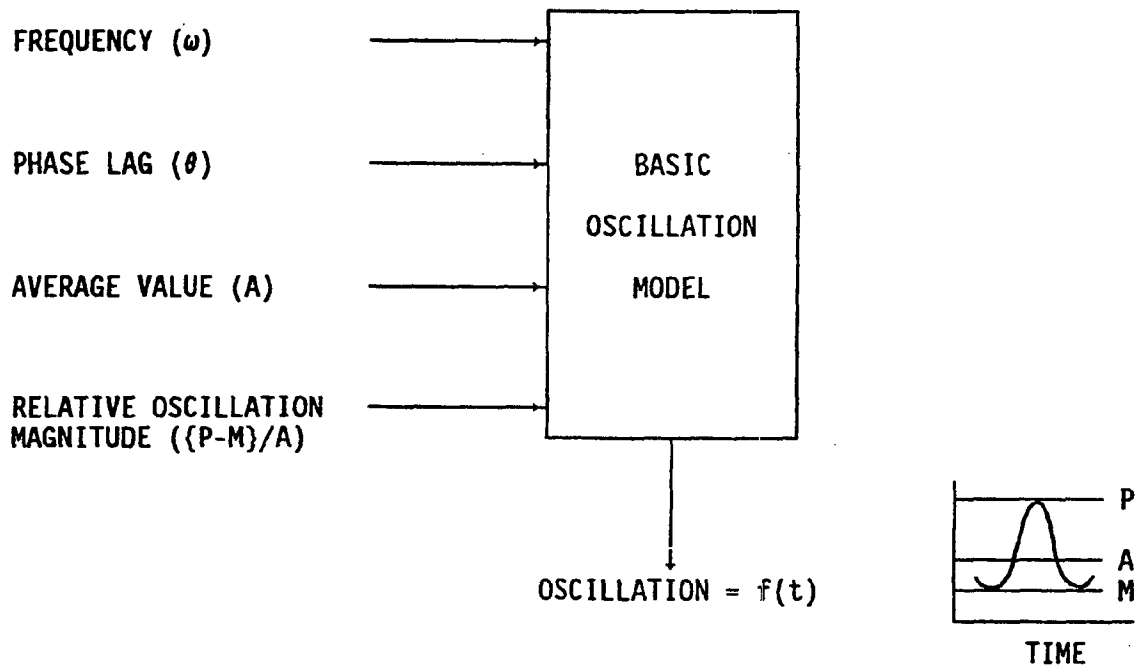 FREQUENCY (ω)
PHASE LAG (θ)
AVERAGE VALUE (A)
RELATIVE OSCILLATION
MAGNITUDE ({P-M}/A)
BASIC
OSCILLATION
MODEL
OSCILLATION = f(t)
P
A
M
TIME